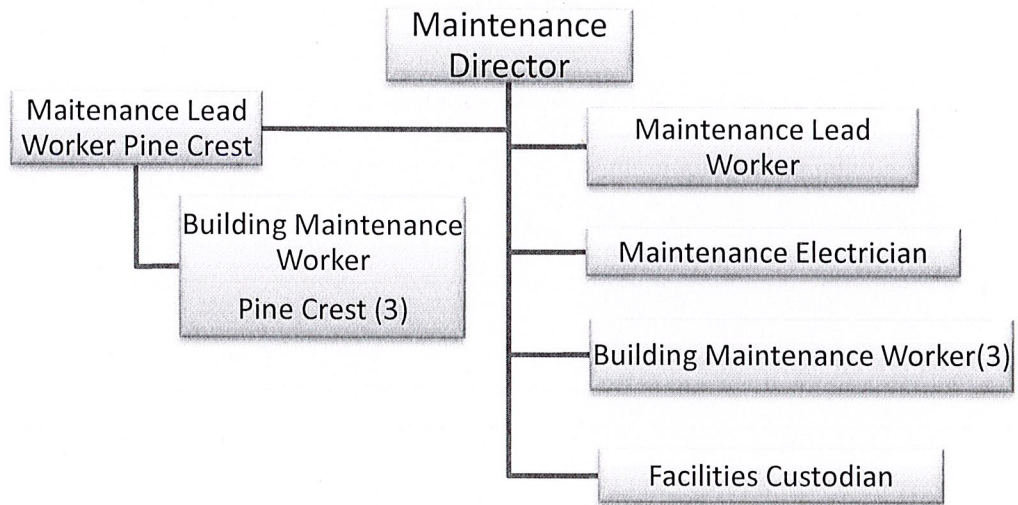 Maintenance
Director
Maitenance Lead
Worker Pine Crest
Building Maintenance
Worker
Pine Crest (3)
Maintenance Lead
Worker
Maintenance Electrician
Building Maintenance Worker(3)
Facilities Custodian